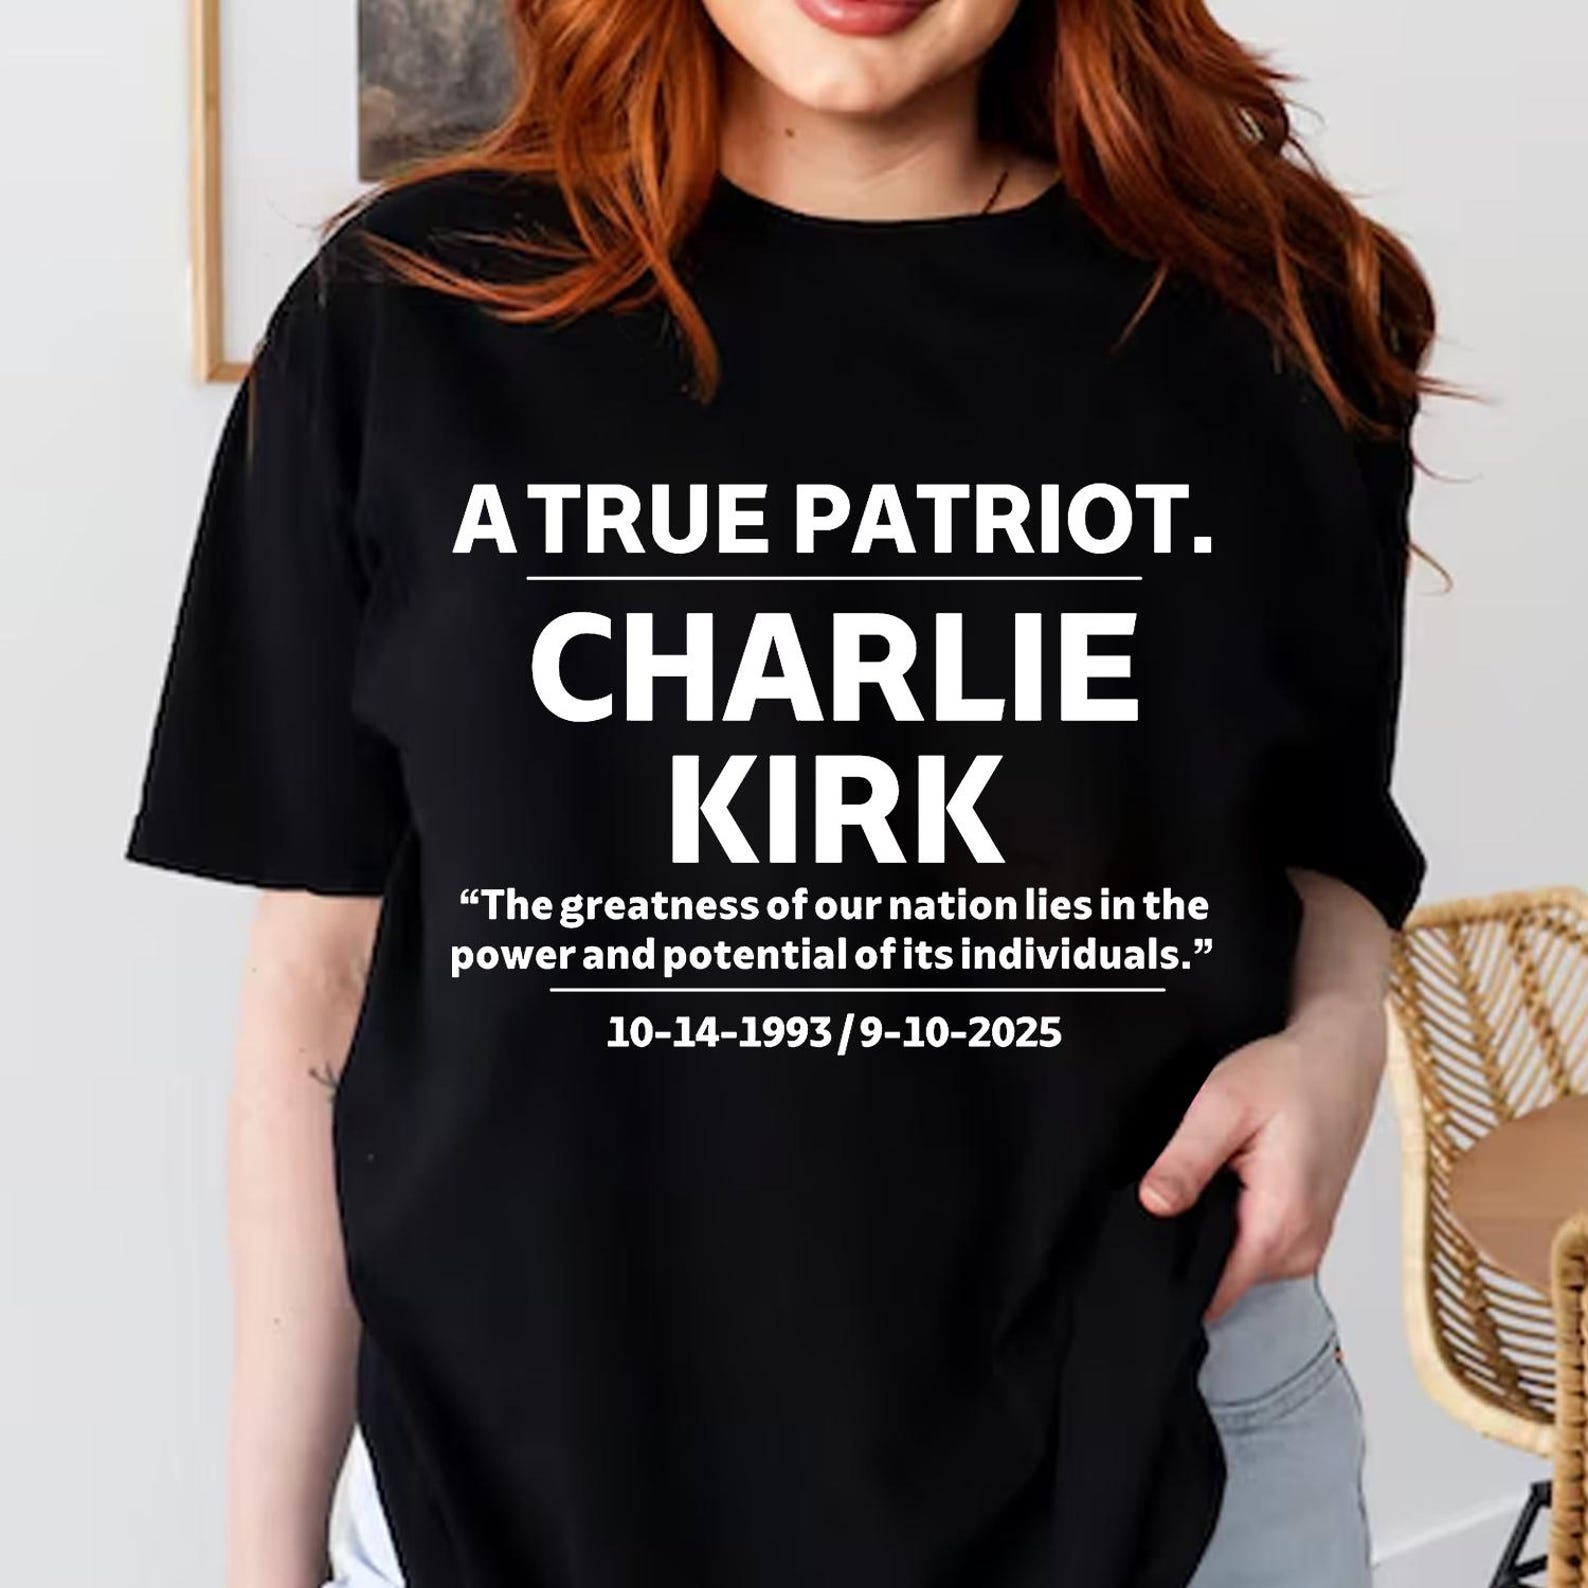 A TRUE PATRIOT.
CHARLIE
KIRK
“The greatness of our nation lies in the
power and potential of its individuals.”
10-14-1993/9-10-2025